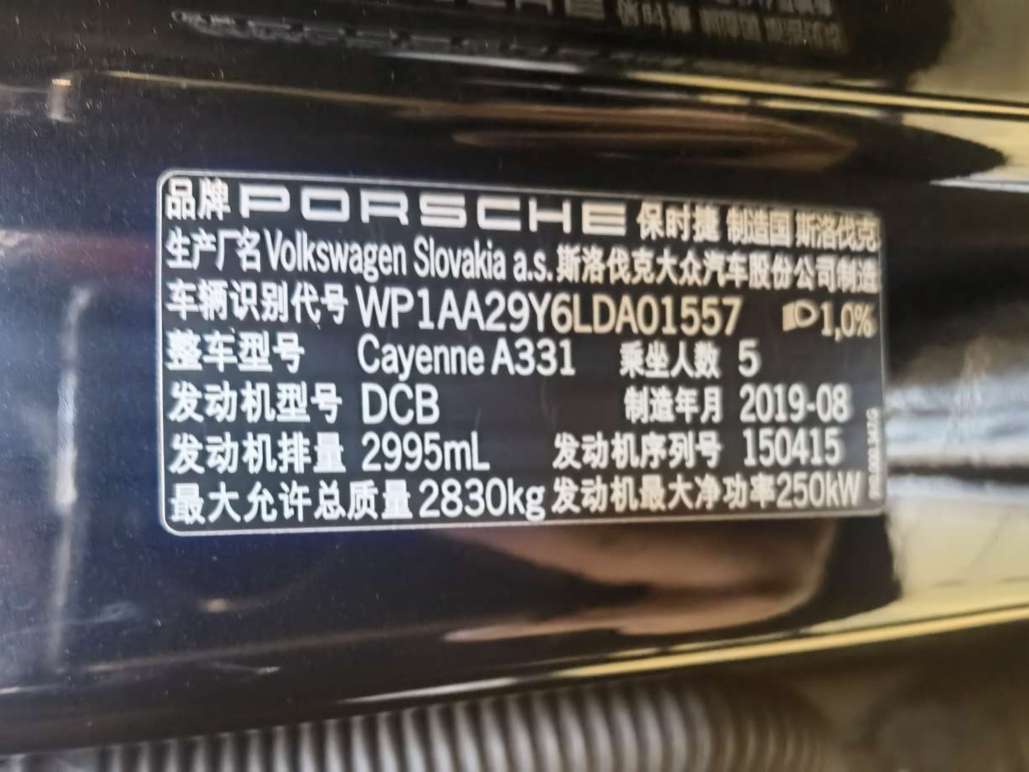 品牌 PORSCHE 保时捷 制造国 斯洛伐克
生产厂名 Volkswagen Slovakia a.s. 斯洛伐克大众汽车股份公司制造
车辆识别代号 WP1AA29Y6LDA01557 1,0%
整车型号 Cayenne A331 乘坐人数 5
发动机型号 DCB 制造年月 2019-08
发动机排量 2995mL 发动机序列号 150415
最大允许总质量 2830kg 发动机最大净功率 250kW